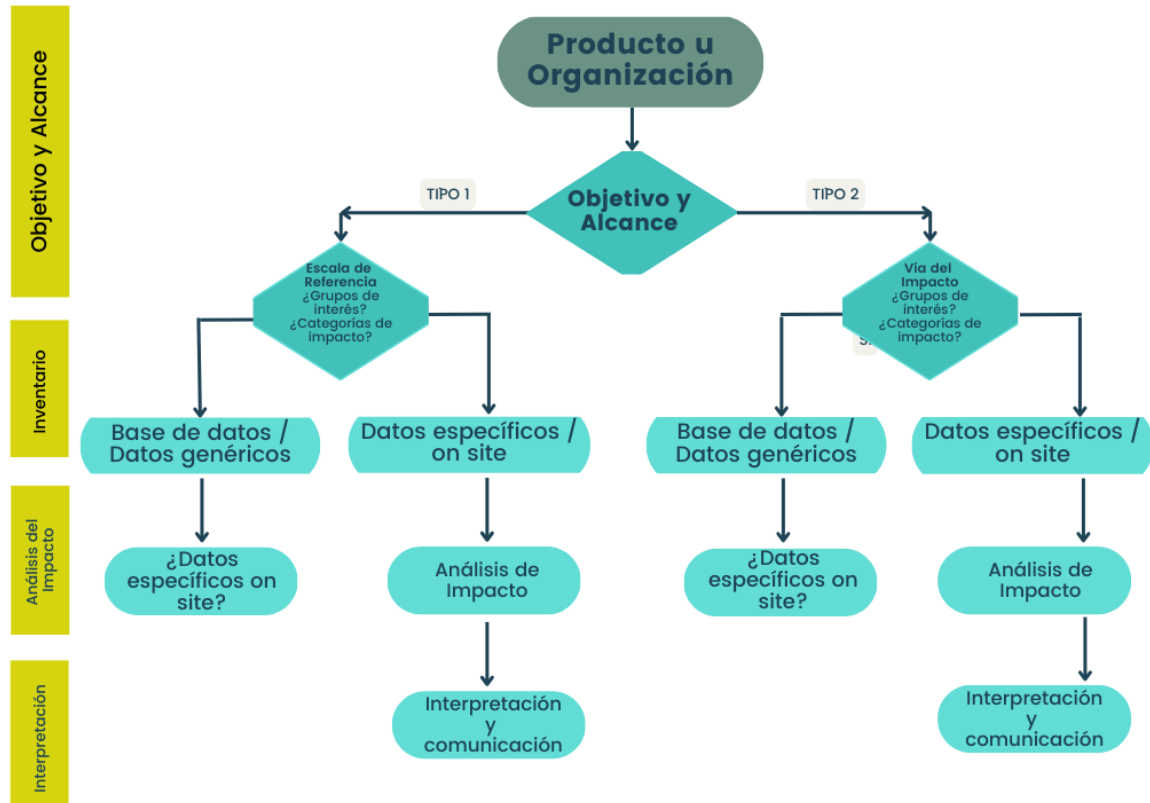 Objetivo y Alcance
Inventario
Análisis del
Impacto
Interpretación
Producto u
Organización
Objetivo y
Alcance
TIPO 1
TIPO 2
Escala de
Referencia
¿Grupos de
interés?
¿Categorías de
impacto?
Vía del
Impacto
¿Grupos de
interés?
¿Categorías de
impacto?
Base de datos /
Datos genéricos
Datos específicos /
on site
Base de datos /
Datos genéricos
Datos específicos /
on site
¿Datos
específicos on
site?
Análisis de
Impacto
¿Datos
específicos on
site?
Análisis de
Impacto
Interpretación
y
comunicación
Interpretación
y
comunicación